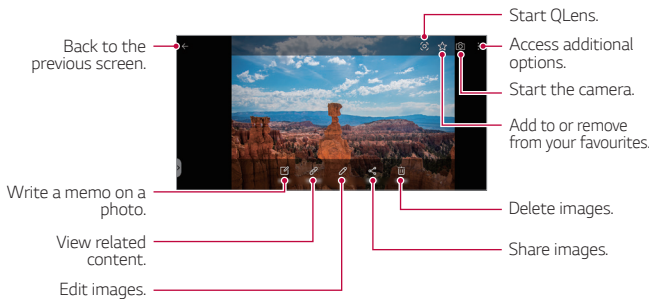 Start QLens.
Back to the
previous screen.
Access additional
options.
Start the camera.
Add to or remove
from your favourites.
Write a memo on a
photo.
Delete images.
View related
content.
Share images.
Edit images.